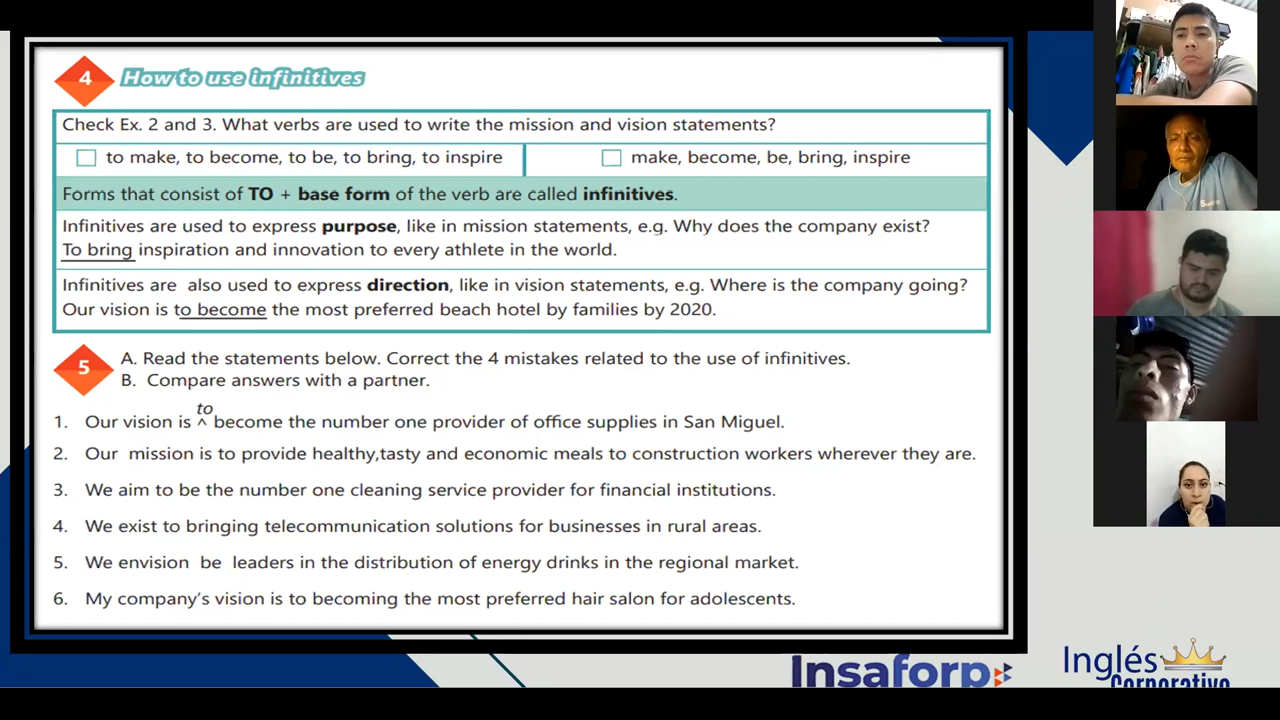 4 How to use infinitives
Check Ex. 2 and 3. What verbs are used to write the mission and vision statements?
to make, to become, to be, to bring, to inspire
make, become, be, bring, inspire
Forms that consist of TO + base form of the verb are called infinitives.
Infinitives are used to express purpose, like in mission statements, e.g. Why does the company exist?
To bring inspiration and innovation to every athlete in the world.
Infinitives are also used to express direction, like in vision statements, e.g. Where is the company going?
Our vision is to become the most preferred beach hotel by families by 2020.
5
A. Read the statements below. Correct the 4 mistakes related to the use of infinitives.
B. Compare answers with a partner.
to
1. Our vision is ^ become the number one provider of office supplies in San Miguel.
2. Our mission is to provide healthy,tasty and economic meals to construction workers wherever they are.
3. We aim to be the number one cleaning service provider for financial institutions.
4. We exist to bringing telecommunication solutions for businesses in rural areas.
5. We envision be leaders in the distribution of energy drinks in the regional market.
6. My company's vision is to becoming the most preferred hair salon for adolescents.
Insaforp
Inglés
Corporativo